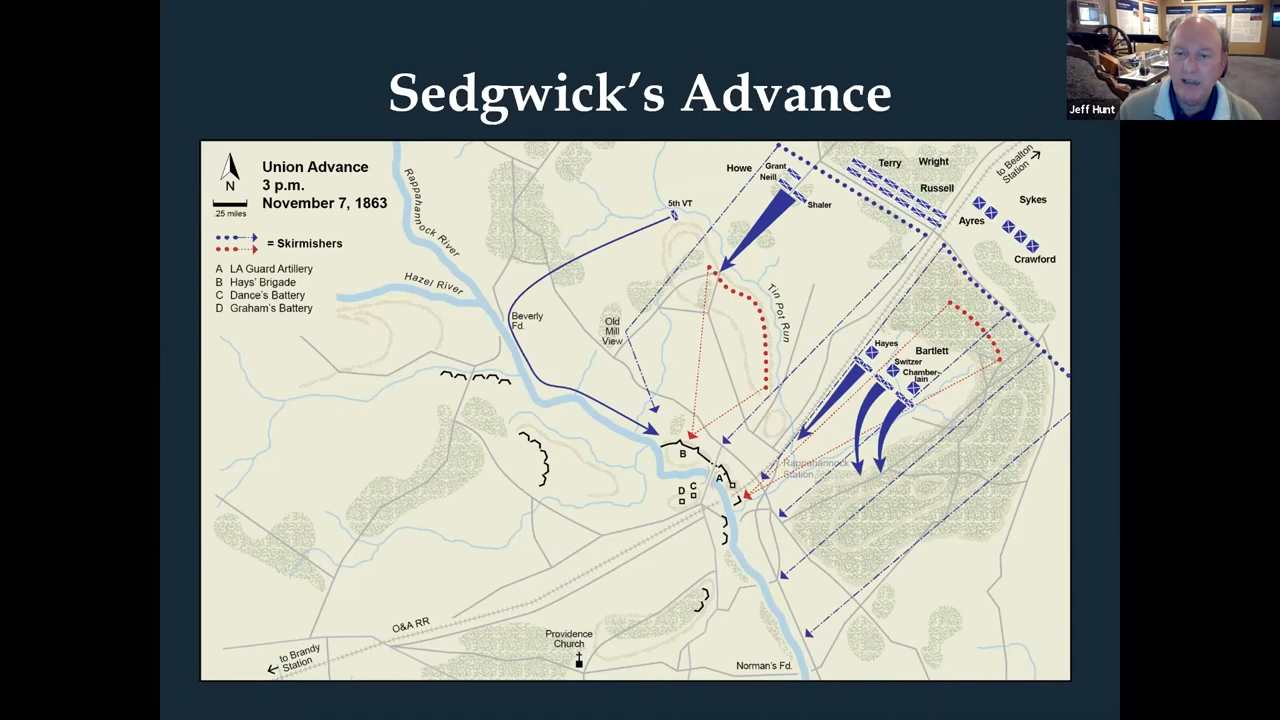 Sedgwick's Advance
Jeff Hunt
N
.25 miles
Union Advance
3 p.m.
November 7, 1863
= Skirmishers
A LA Guard Artillery
B Hays' Brigade
C Dance's Battery
D Graham's Battery
Rappahannock River
Hazel River
Beverly
Fd.
Old
Mill
View
5th VT
Howe
Grant
Neill
Shaler
Terry
Wright
Russell
to Bealton
Station
Ayres
Sykes
Crawford
Tin Pot Run
Hayes
Bartlett
Switzer
Chamber-
lain
Rappahannock
Station
B
A
C
D
O&A RR
to Brandy
Station
Providence
Church
Norman's Fd.